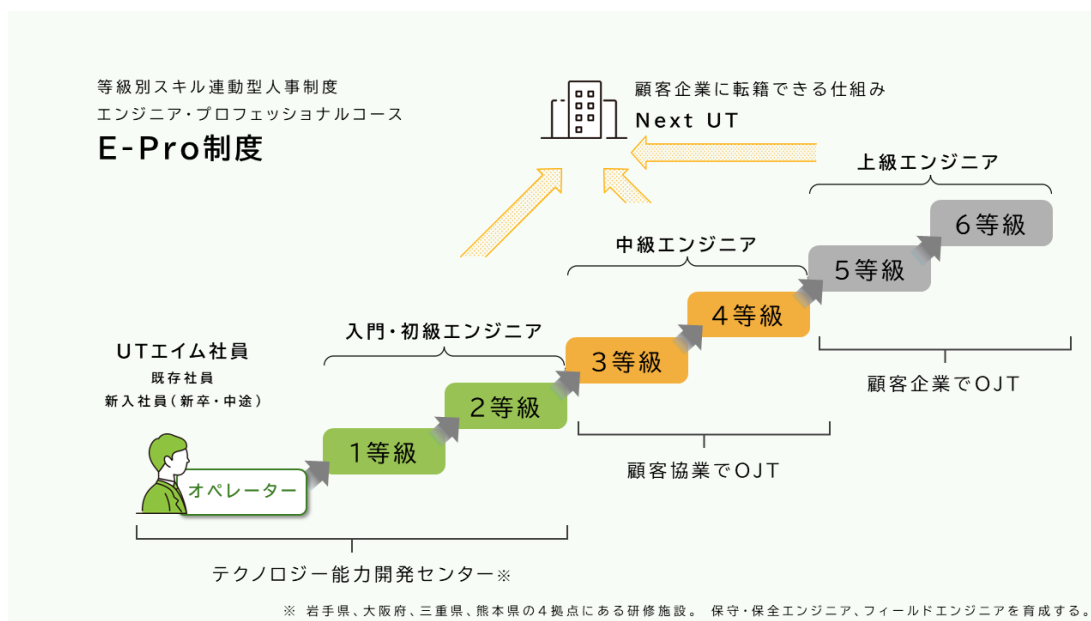 等級別スキル連動型人事制度
エンジニア・プロフェッショナルコース
E-Pro制度
顧客企業に転籍できる仕組み
Next UT
上級エンジニア
6等級
5等級
中級エンジニア
4等級
3等級
顧客企業でOJT
入門・初級エンジニア
2等級
1等級
顧客協業でOJT
UTエイム社員
既存社員
新入社員（新卒・中途）
オペレーター
テクノロジー能力開発センター※
※ 岩手県、大阪府、三重県、熊本県の4拠点にある研修施設。 保守・保全エンジニア、フィールドエンジニアを育成する。